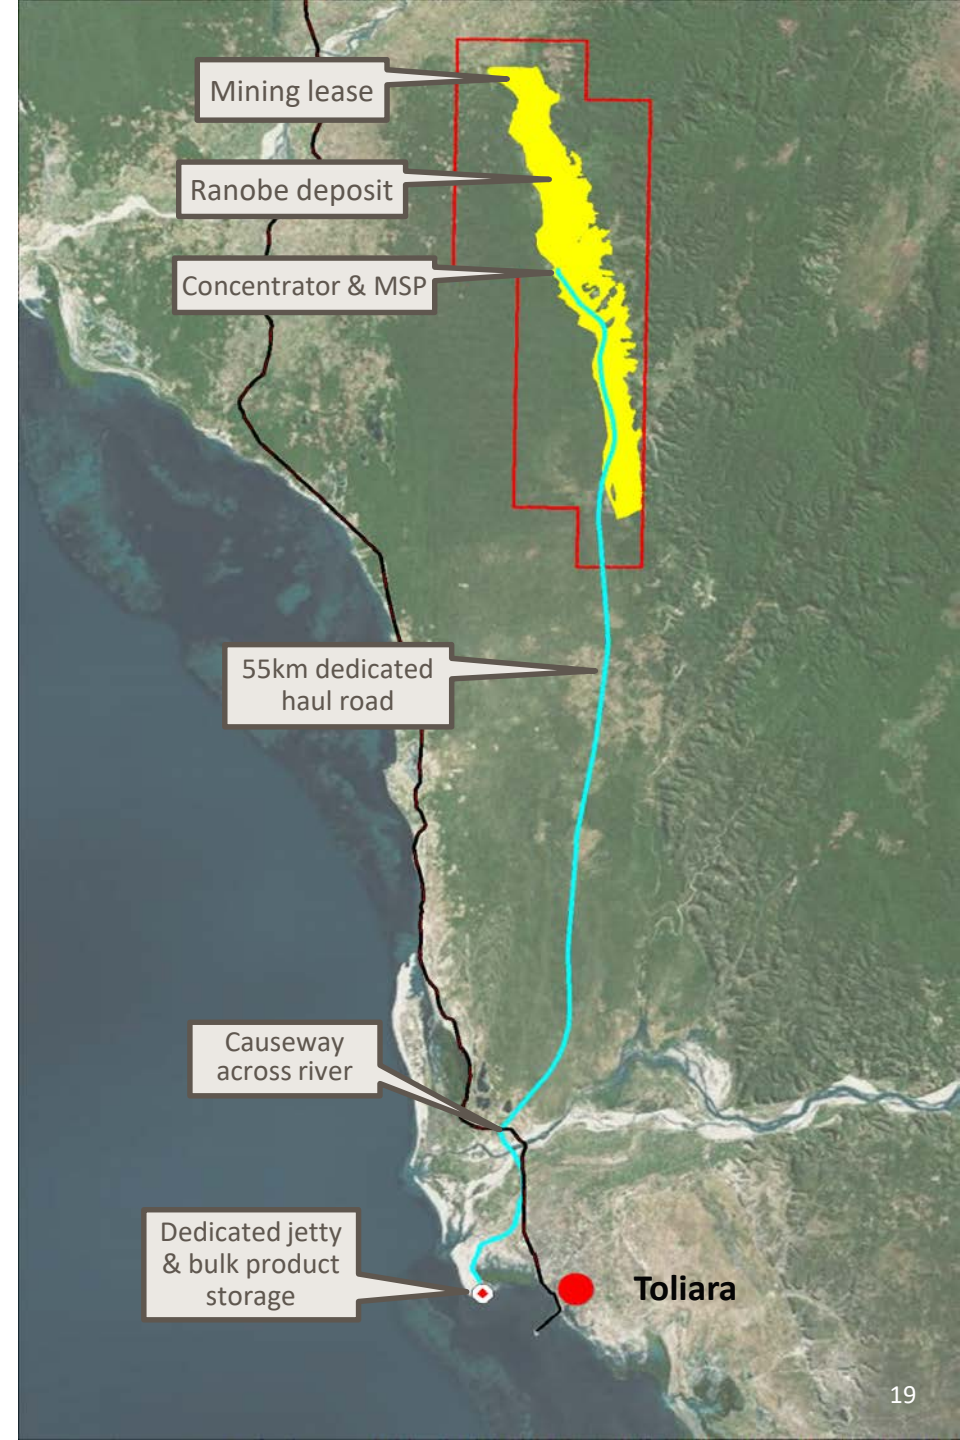 Mining lease
Ranobe deposit
Concentrator & MSP
55km dedicated
haul road
Causeway
across river
Dedicated jetty
& bulk product
storage
Toliara
19